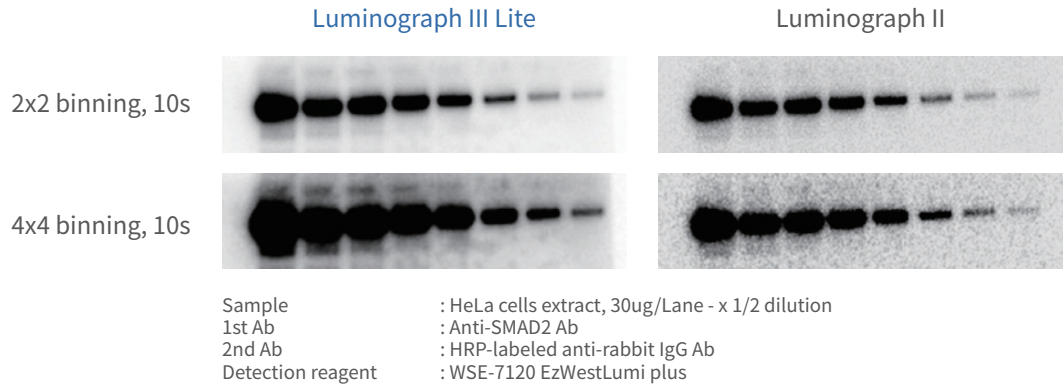 Luminograph III Lite
Luminograph II
2x2 binning, 10s
4x4 binning, 10s
Sample : HeLa cells extract, 30ug/Lane - x 1/2 dilution
1st Ab : Anti-SMAD2 Ab
2nd Ab : HRP-labeled anti-rabbit IgG Ab
Detection reagent : WSE-7120 EzWestLumi plus